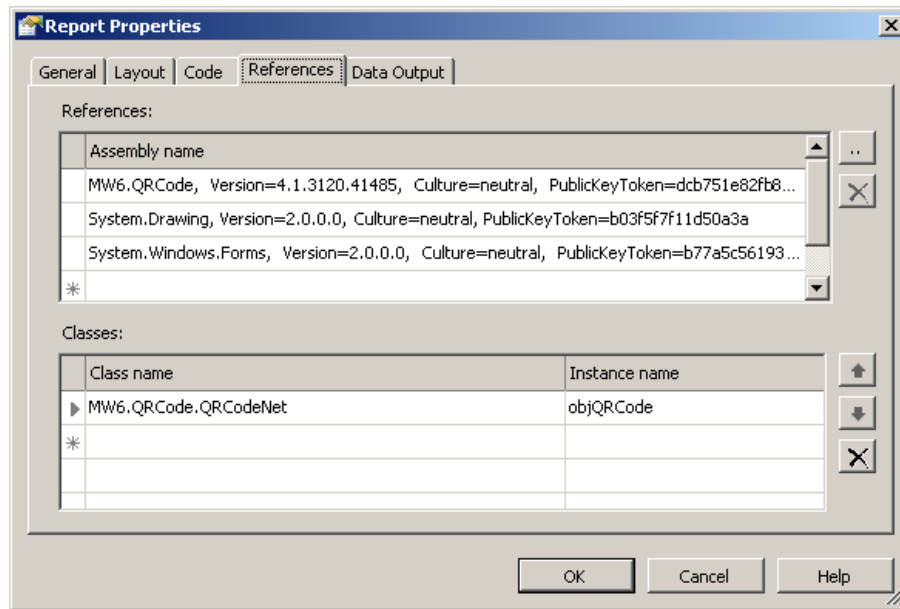 Report Properties
General Layout Code References Data Output
References:
Assembly name
..
MW6.QRCode, Version=4.1.3120.41485, Culture=neutral, PublicKeyToken=dcb751e82fb8...
System.Drawing, Version=2.0.0.0, Culture=neutral, PublicKeyToken=b03f5f7f11d50a3a
System.Windows.Forms, Version=2.0.0.0, Culture=neutral, PublicKeyToken=b77a5c56193...
Classes:
Class name Instance name
MW6.QRCode.QRCodeNet objQRCode
OK Cancel Help